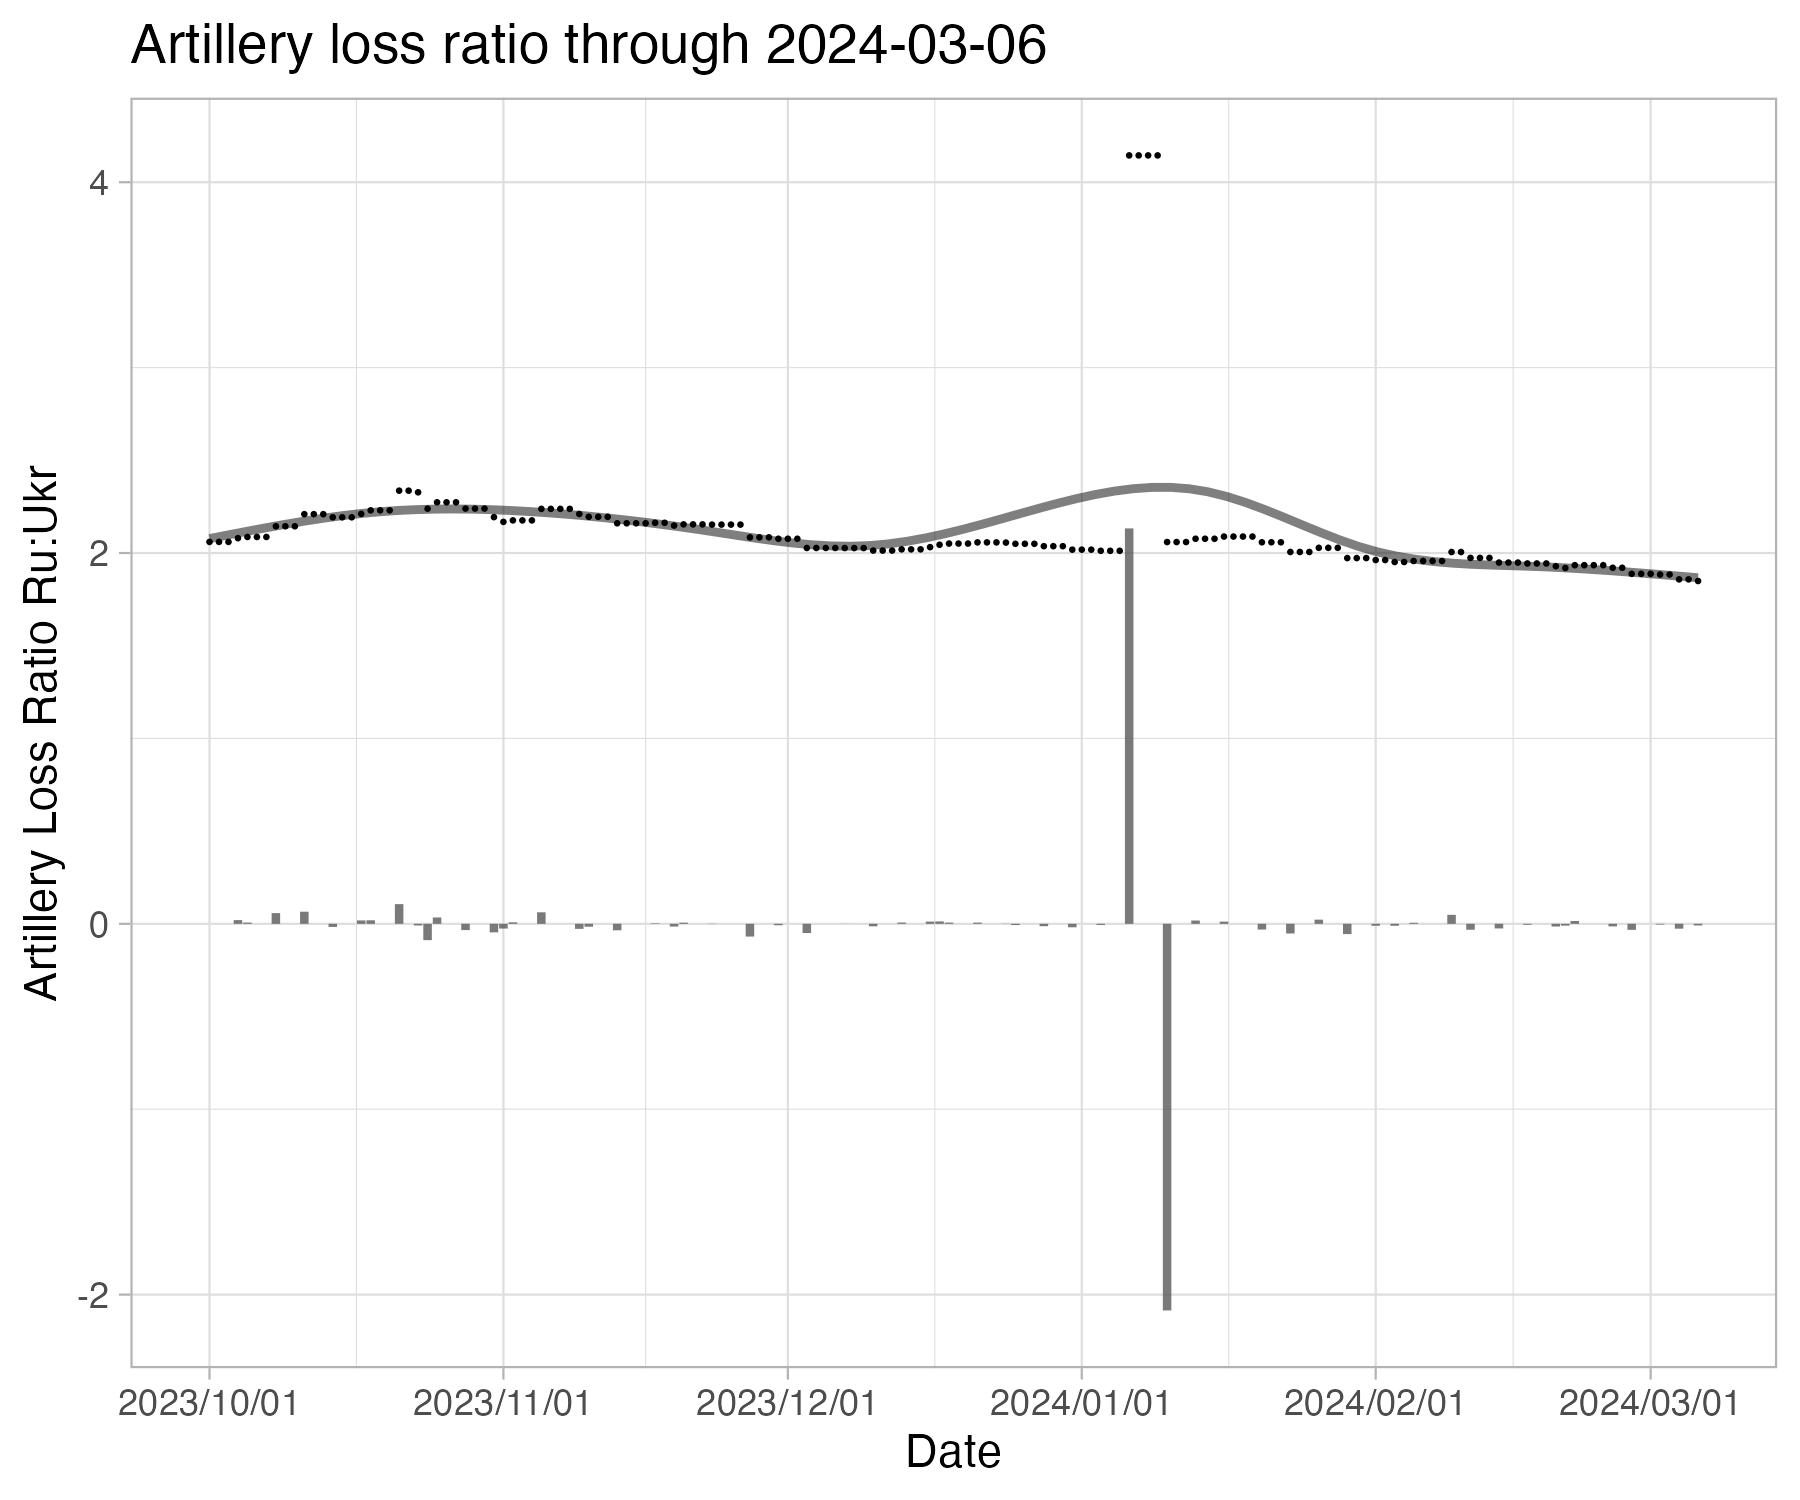 Artillery loss ratio through 2024-03-06
Artillery Loss Ratio Ru:Ukr
4
2
0
-2
2023/10/01 2023/11/01 2023/12/01 2024/01/01 2024/02/01 2024/03/01
Date